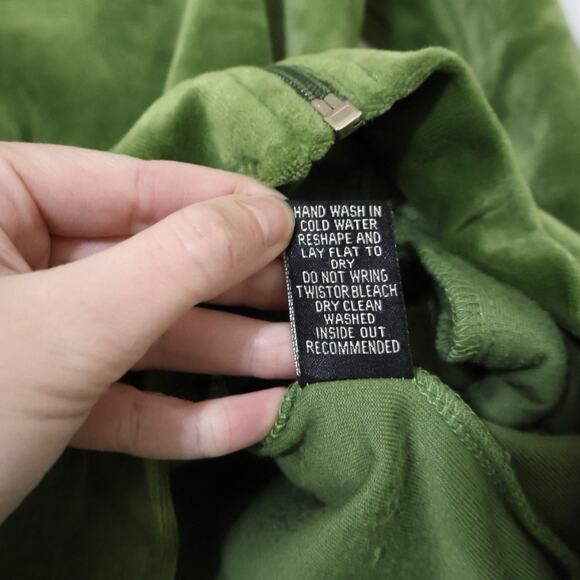 HAND WASH IN
COLD WATER
RESHAPE AND
LAY FLAT TO
DRY
DO NOT WRING
TWISTOR BLEACH
DRY CLEAN
WASHED
INSIDE OUT
RECOMMENDED